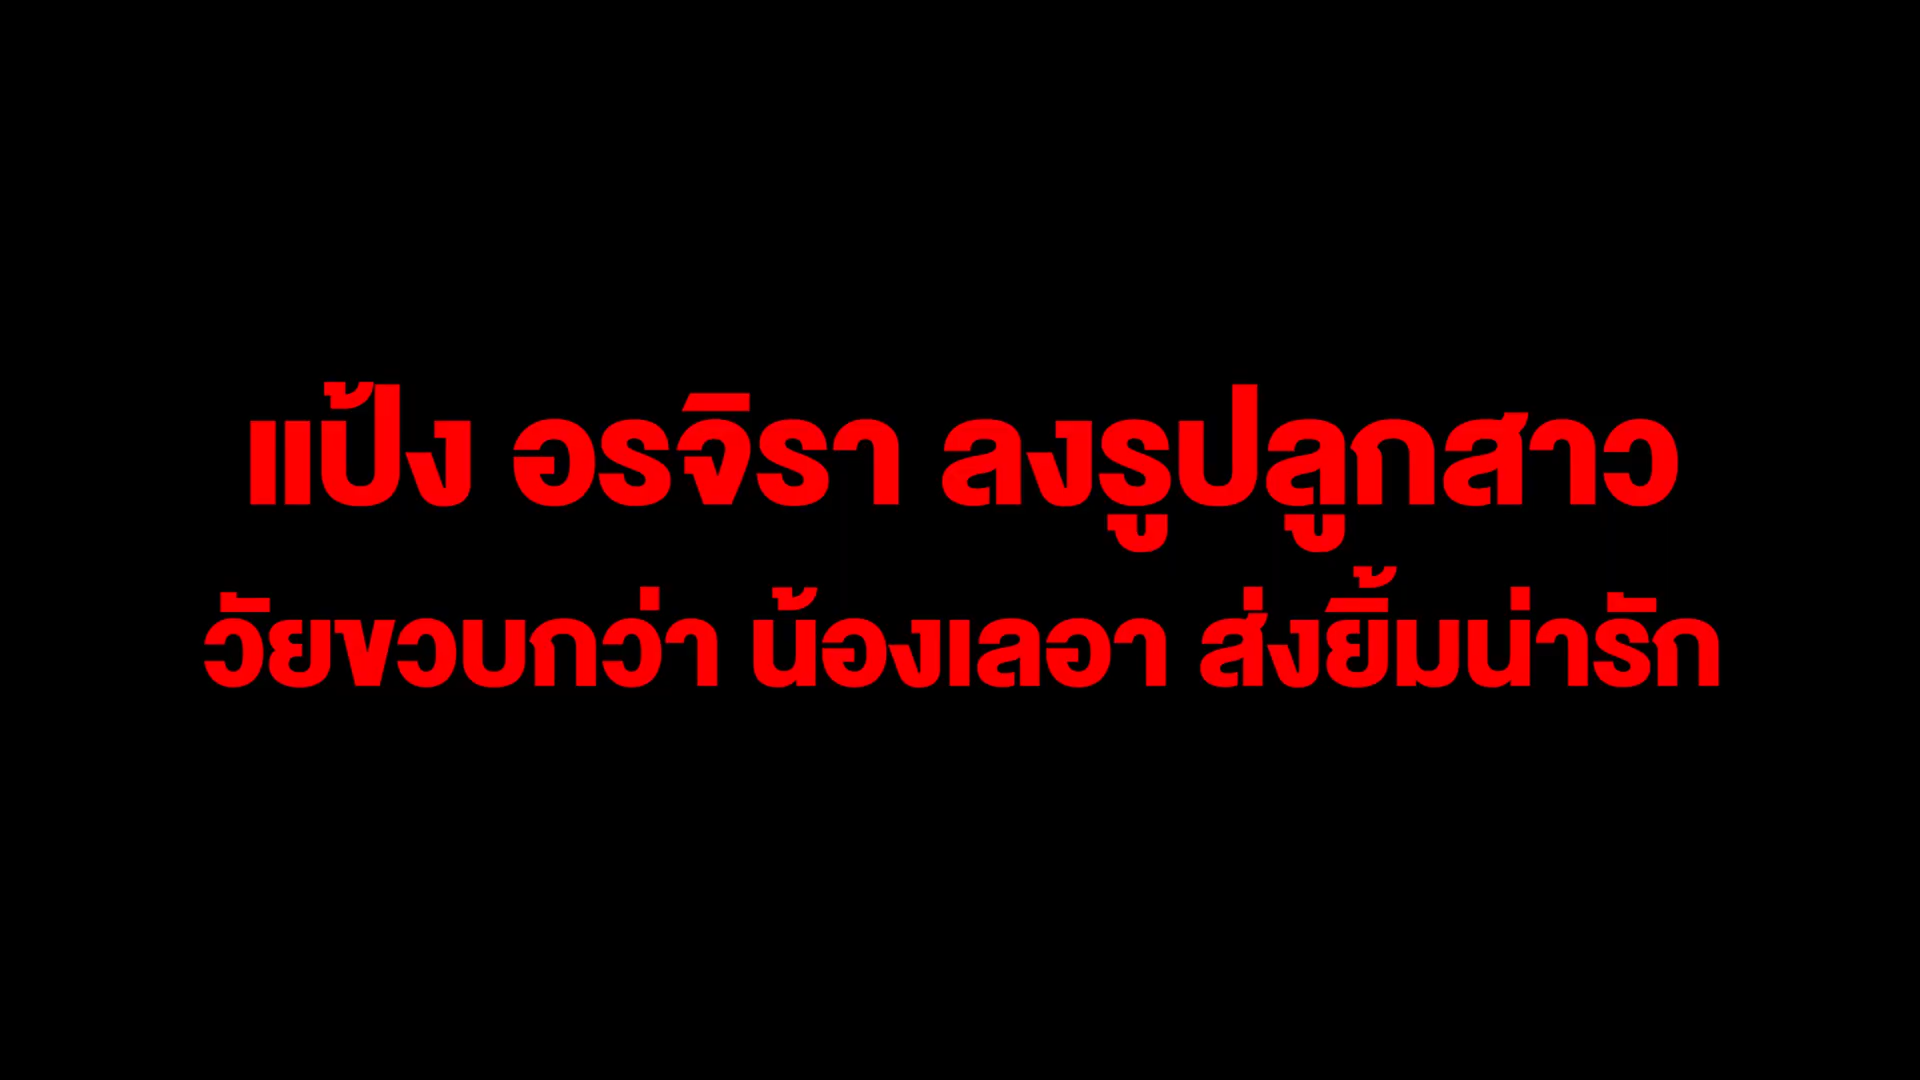 แป้ง อรจิรา ลงรูปลูกสาว
วัยขวบกว่า น้องเลอา ส่งยิ้มน่ารัก